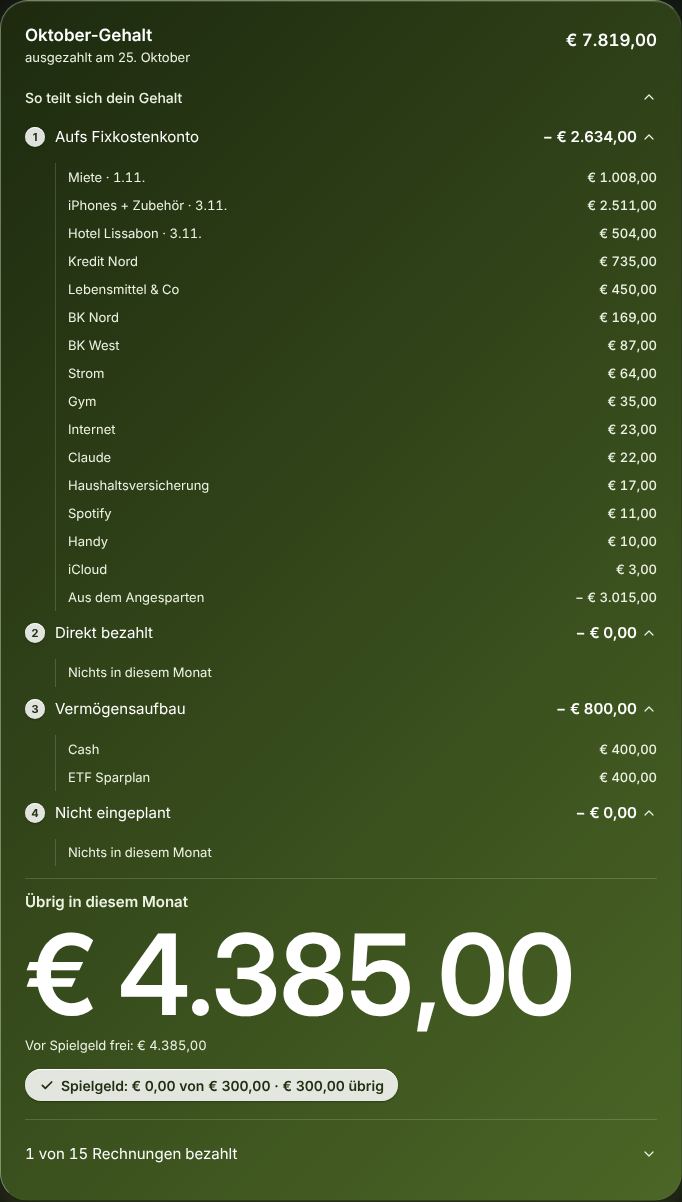 Oktober-Gehalt
€ 7.819,00
ausgezahlt am 25. Oktober
So teilt sich dein Gehalt
1 Aufs Fixkostenkonto – € 2.634,00
Miete · 1.11. € 1.008,00
iPhones + Zubehör · 3.11. € 2.511,00
Hotel Lissabon · 3.11. € 504,00
Kredit Nord € 735,00
Lebensmittel & Co € 450,00
BK Nord € 169,00
BK West € 87,00
Strom € 64,00
Gym € 35,00
Internet € 23,00
Claude € 22,00
Haushaltsversicherung € 17,00
Spotify € 11,00
Handy € 10,00
iCloud € 3,00
Aus dem Angesparten – € 3.015,00
2 Direkt bezahlt – € 0,00
Nichts in diesem Monat
3 Vermögensaufbau – € 800,00
Cash € 400,00
ETF Sparplan € 400,00
4 Nicht eingeplant – € 0,00
Nichts in diesem Monat
Übrig in diesem Monat
€ 4.385,00
Vor Spielgeld frei: € 4.385,00
Spielgeld: € 0,00 von € 300,00 · € 300,00 übrig
1 von 15 Rechnungen bezahlt